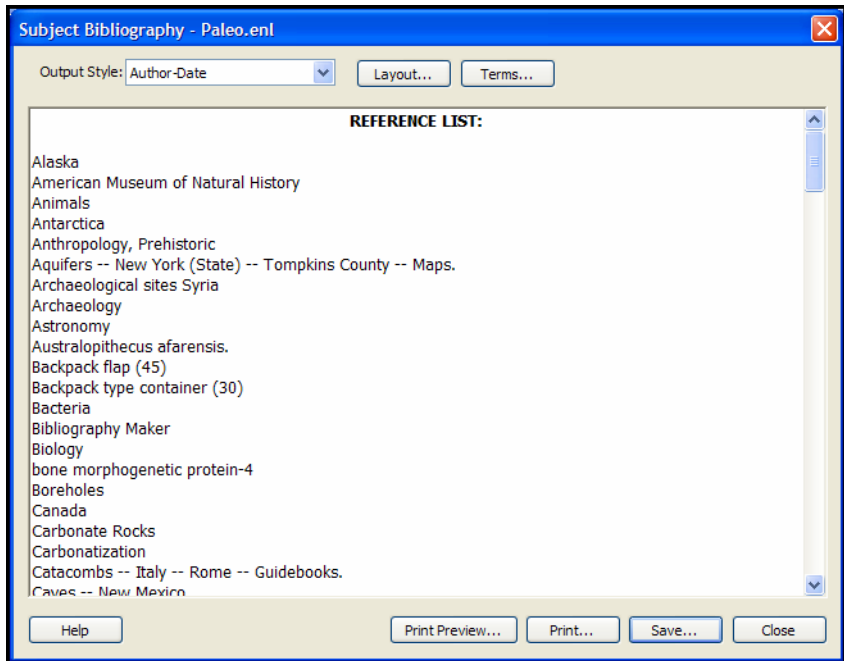 Subject Bibliography - Paleo.enl
Output Style: Author-Date Layout... Terms...
REFERENCE LIST:
Alaska
American Museum of Natural History
Animals
Antarctica
Anthropology, Prehistoric
Aquifers -- New York (State) -- Tompkins County -- Maps.
Archaeological sites Syria
Archaeology
Astronomy
Australopithecus afarensis.
Backpack flap (45)
Backpack type container (30)
Bacteria
Bibliography Maker
Biology
bone morphogenetic protein-4
Boreholes
Canada
Carbonate Rocks
Carbonatization
Catacombs -- Italy -- Rome -- Guidebooks.
Caves -- New Mexico
Help Print Preview... Print... Save... Close